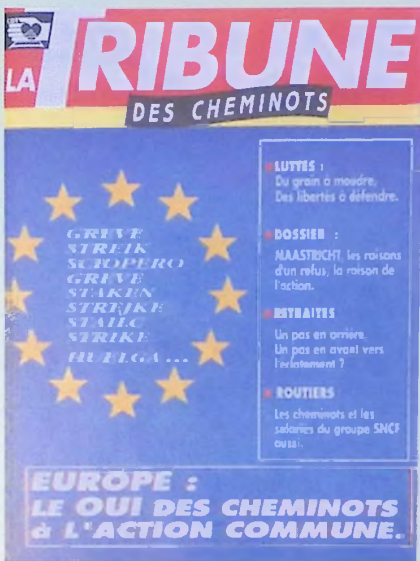 LA TRIBUNE
DES CHEMINOTS
GREVE
STREIK
SCIOPERO
GREVE
STAKEN
STREJKE
STAILC
STRIKE
HUELGA...
LUTTES :
Du grain à moudre,
Des libertés à défendre.
DOSSIER :
MAASTRICHT, les raisons
d'un refus, la raison de
l'action.
RETRAITES
Un pas en arrière.
Un pas en avant vers
l'éclatement ?
ROUTIERS
Les cheminots et les
salariés du groupe SNCF
aussi.
EUROPE :
LE OUI DES CHEMINOTS
à L'ACTION COMMUNE.